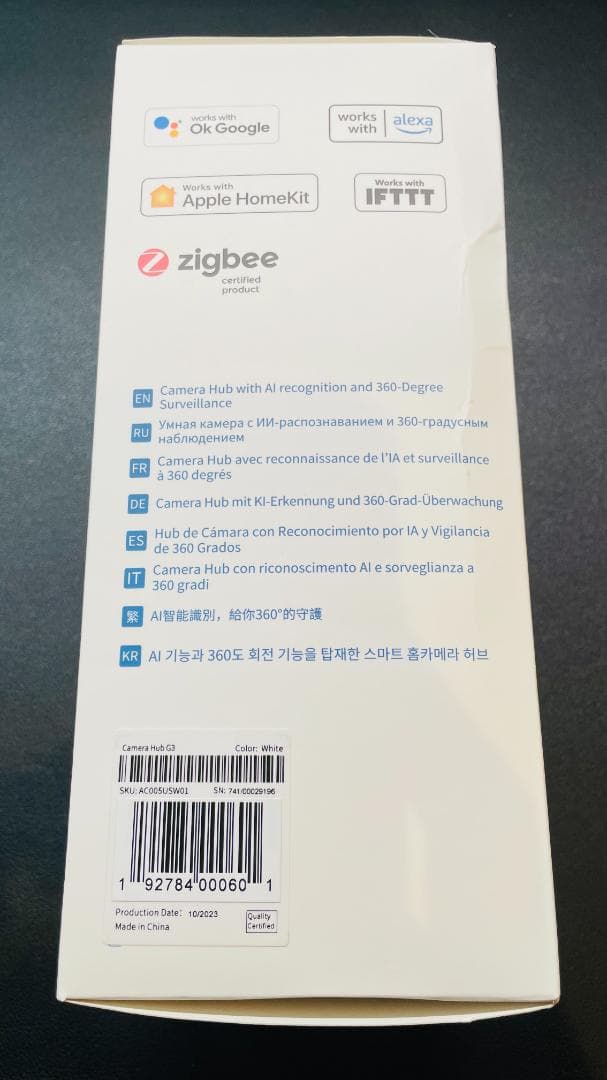 works with
Ok Google
works with | alexa
Works with
Apple HomeKit
Works with
IFTTT
zigbee
certified
product
EN Camera Hub with AI recognition and 360-Degree
Surveillance
RU Умная камера с ИИ-распознаванием и 360-градусным
наблюдением
FR Camera Hub avec reconnaissance de l'IA et surveillance
à 360 degrés
DE Camera Hub mit KI-Erkennung und 360-Grad-Überwachung
ES Hub de Cámara con Reconocimiento por IA y Vigilancia
de 360 Grados
IT Camera Hub con riconoscimento AI e sorveglianza a
360 gradi
繁 AI智能識別，給你360°的守護
KR AI 기능과 360도 회전 기능을 탑재한 스마트 홈카메라 허브
Camera Hub G3 Color: White
SKU: AC005USW01 SN: 741/00029196
1 92784 00060 1
Production Date: 10/2023
Made in China
Quality
Certified